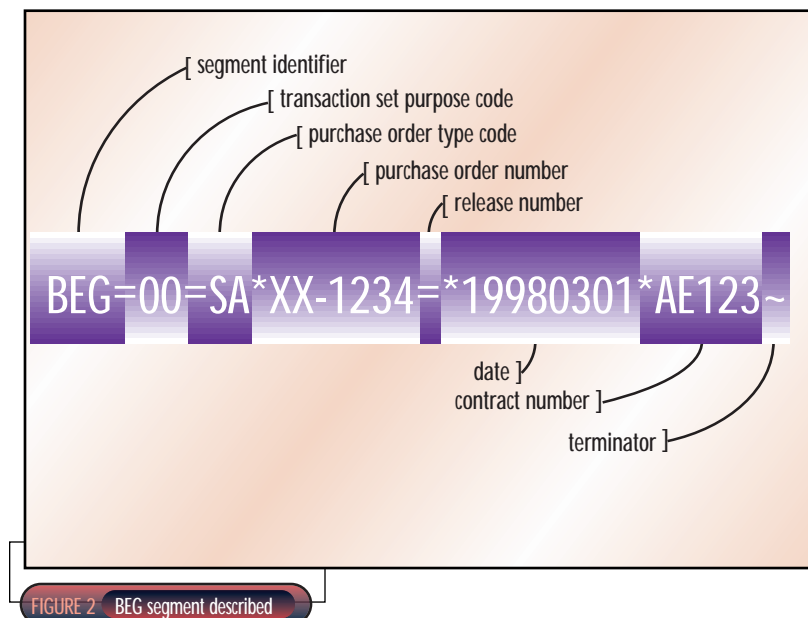 [ segment identifier
[ transaction set purpose code
[ purchase order type code
[ purchase order number
[ release number
BEG=00=SA*XX-1234=*19980301*AE123~
date ]
contract number ]
terminator ]
FIGURE 2 BEG segment described